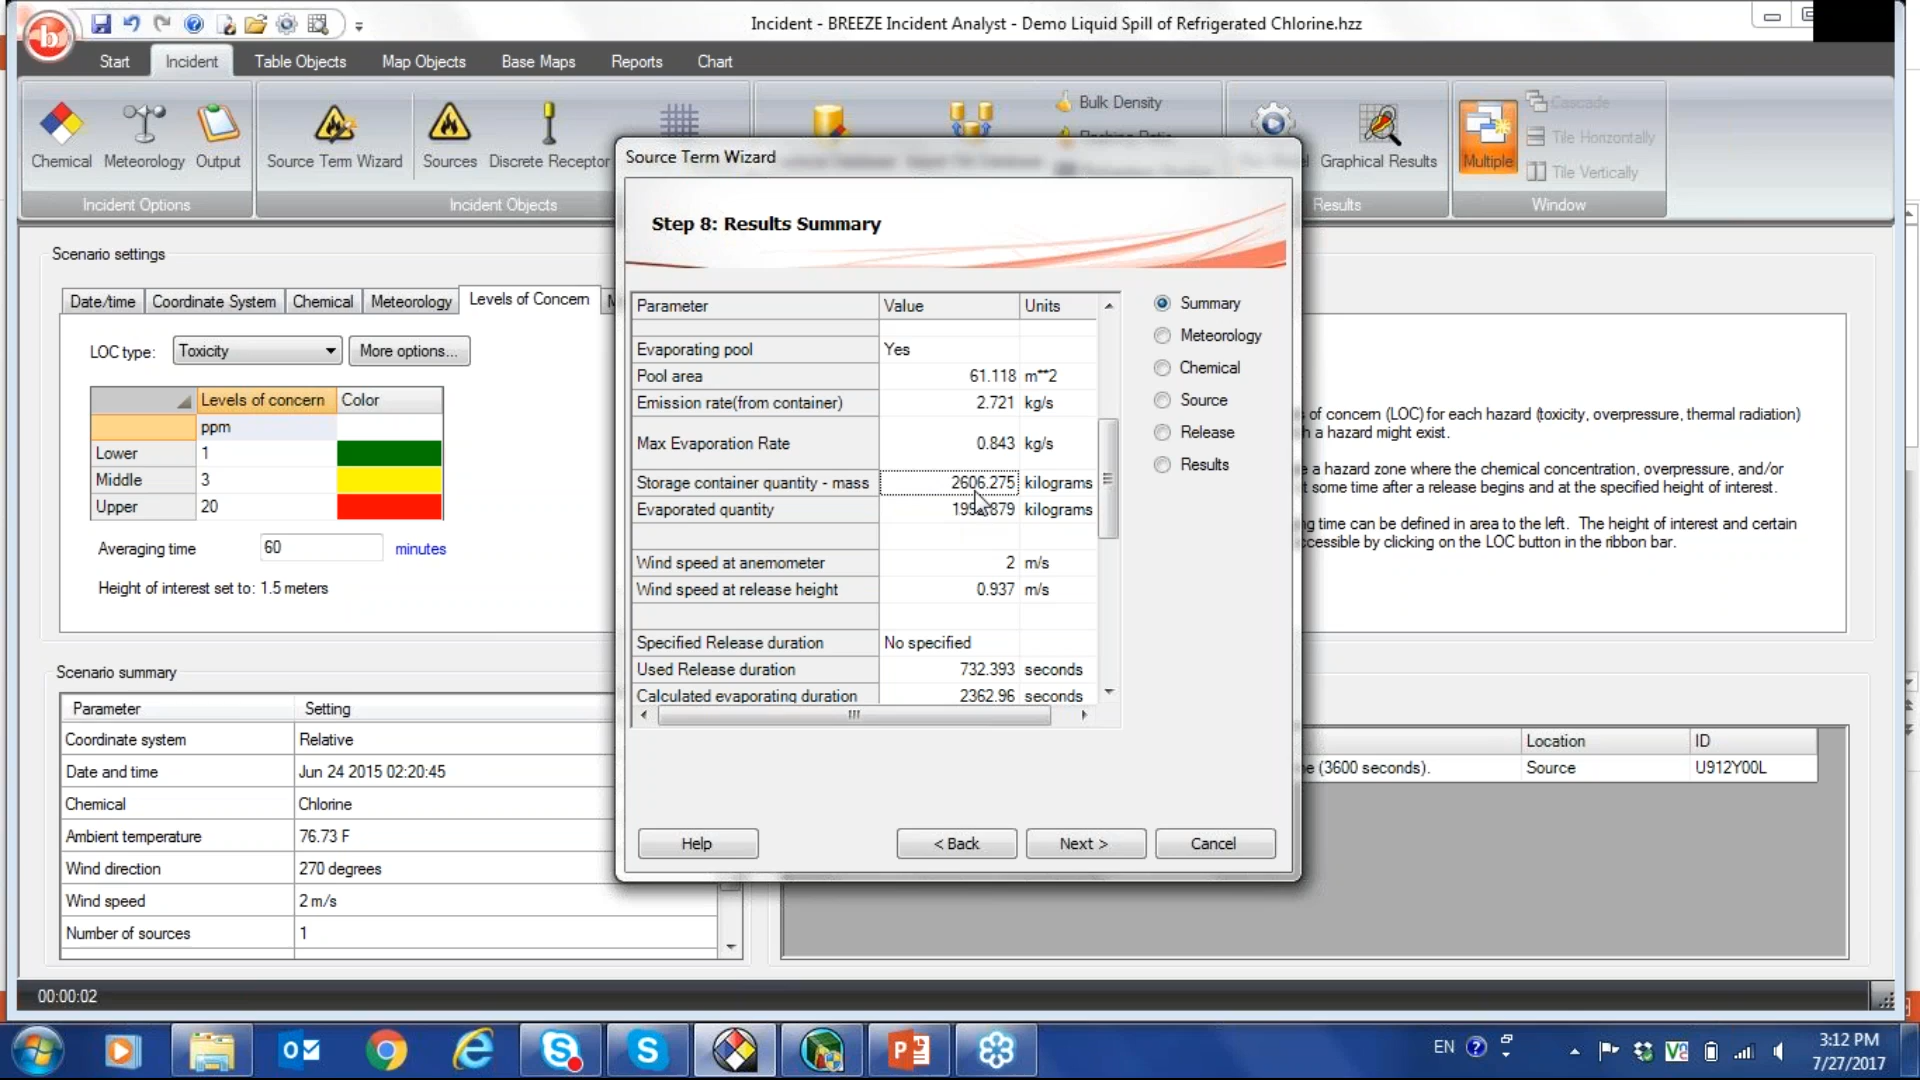 Incident - BREEZE Incident Analyst - Demo Liquid Spill of Refrigerated Chlorine.hzz
Start Incident Table Objects Map Objects Base Maps Reports Chart
Chemical Meteorology Output Source Term Wizard Sources Discrete Receptor Bulk Density Graphical Results Multiple Cascade
Tile Horizontally
Tile Vertically
Incident Options Incident Objects Results Window
Source Term Wizard
Step 8: Results Summary
Parameter Value Units
Evaporating pool Yes
Pool area 61.118 m**2
Emission rate(from container) 2.721 kg/s
Max Evaporation Rate 0.843 kg/s
Storage container quantity - mass 2606.275 kilograms
Evaporated quantity kilograms
Wind speed at anemometer 2 m/s
Wind speed at release height 0.937 m/s
Specified Release duration No specified
Used Release duration 732.393 seconds
Calculated evaporating duration 2362.96 seconds
Summary
Meteorology
Chemical
Source
Release
Results
Help < Back Next > Cancel
Scenario settings
Date/time Coordinate System Chemical Meteorology Levels of Concern
LOC type: Toxicity More options...
Levels of concern Color
ppm
Lower 1
Middle 3
Upper 20
Averaging time 60 minutes
Height of interest set to: 1.5 meters
of concern (LOC) for each hazard (toxicity, overpressure, thermal radiation)
a hazard might exist.
a hazard zone where the chemical concentration, overpressure, and/or
some time after a release begins and at the specified height of interest.
time can be defined in area to the left. The height of interest and certain
by clicking on the LOC button in the ribbon bar.
Scenario summary
Parameter Setting
Coordinate system Relative
Date and time Jun 24 2015 02:20:45
Chemical Chlorine
Ambient temperature 76.73 F
Wind direction 270 degrees
Wind speed 2 m/s
Number of sources 1
Location ID
(3600 seconds). Source U912Y00L
00:00:02
EN
3:12 PM
7/27/2017